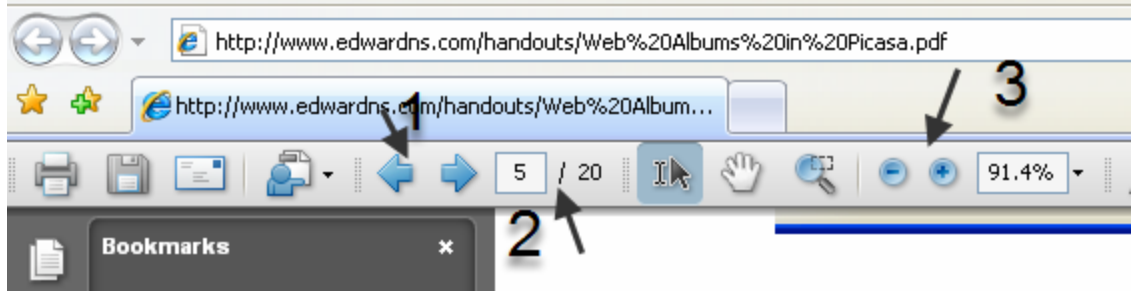 http://www.edwardns.com/handouts/Web%20Albums%20in%20Picasa.pdf
3
http://www.edwardns.com/handouts/Web%20Album...
1
5 / 20
91.4%
2
Bookmarks